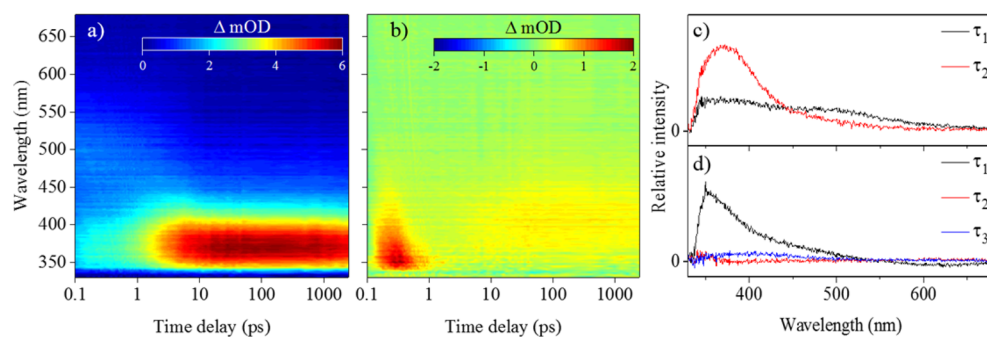 a)
Δ mOD
0 2 4 6
Wavelength (nm)
650
600
550
500
450
400
350
0.1 1 10 100 1000
Time delay (ps)
b)
Δ mOD
-2 -1 0 1 2
0.1 1 10 100 1000
Time delay (ps)
Relative intensity
c)
τ1
τ2
0
d)
τ1
τ2
τ3
0
400 500 600
Wavelength (nm)